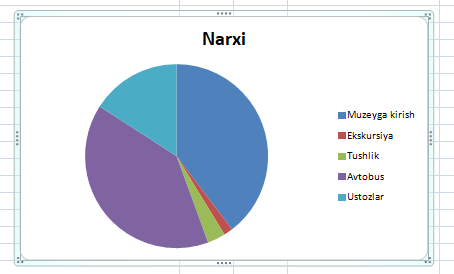 Narxi
Muzeyga kirish
Ekskursiya
Tushlik
Avtobus
Ustozlar